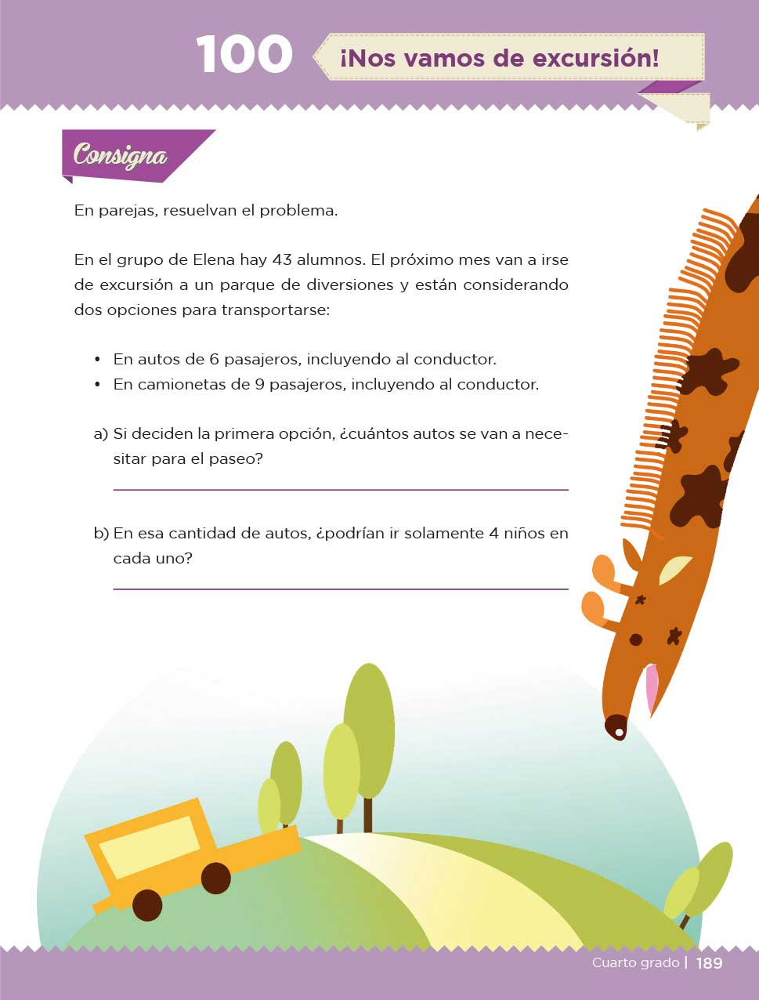 100
¡Nos vamos de excursión!
Consigna
En parejas, resuelvan el problema.
En el grupo de Elena hay 43 alumnos. El próximo mes van a irse
de excursión a un parque de diversiones y están considerando
dos opciones para transportarse:
• En autos de 6 pasajeros, incluyendo al conductor.
• En camionetas de 9 pasajeros, incluyendo al conductor.
a) Si deciden la primera opción, ¿cuántos autos se van a nece-
sitar para el paseo?
b) En esa cantidad de autos, ¿podrían ir solamente 4 niños en
cada uno?
Cuarto grado | 189